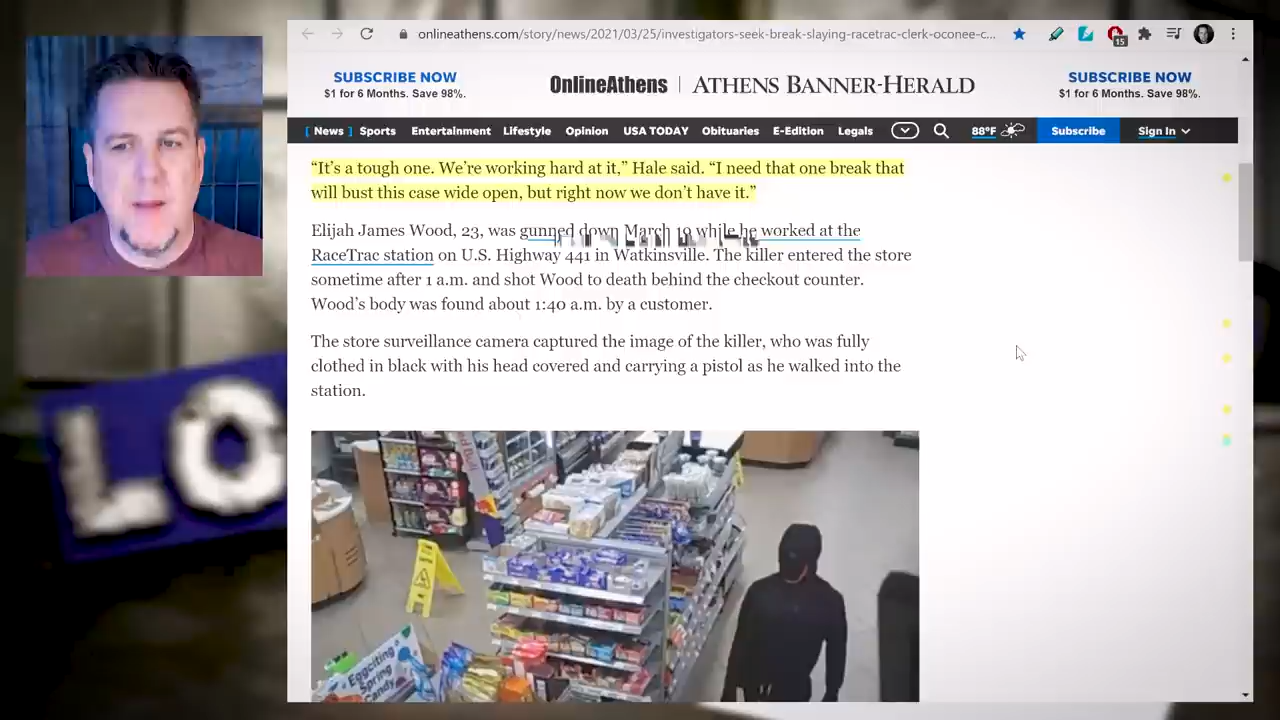 onlineathens.com/story/news/2021/03/25/investigators-seek-break-slaying-racetrac-clerk-oconee-c...
15
SUBSCRIBE NOW
$1 for 6 Months. Save 98%.
OnlineAthens | ATHENS BANNER-HERALD
SUBSCRIBE NOW
$1 for 6 Months. Save 98%.
[ News ] Sports Entertainment Lifestyle Opinion USA TODAY Obituaries E-Edition Legals 88°F Subscribe Sign In
“It’s a tough one. We’re working hard at it,” Hale said. “I need that one break that
will bust this case wide open, but right now we don’t have it.”
Elijah James Wood, 23, was gunned down March 19 while he worked at the
RaceTrac station on U.S. Highway 441 in Watkinsville. The killer entered the store
sometime after 1 a.m. and shot Wood to death behind the checkout counter.
Wood’s body was found about 1:40 a.m. by a customer.
The store surveillance camera captured the image of the killer, who was fully
clothed in black with his head covered and carrying a pistol as he walked into the
station.
Eggciting
Spring
Candy
LO